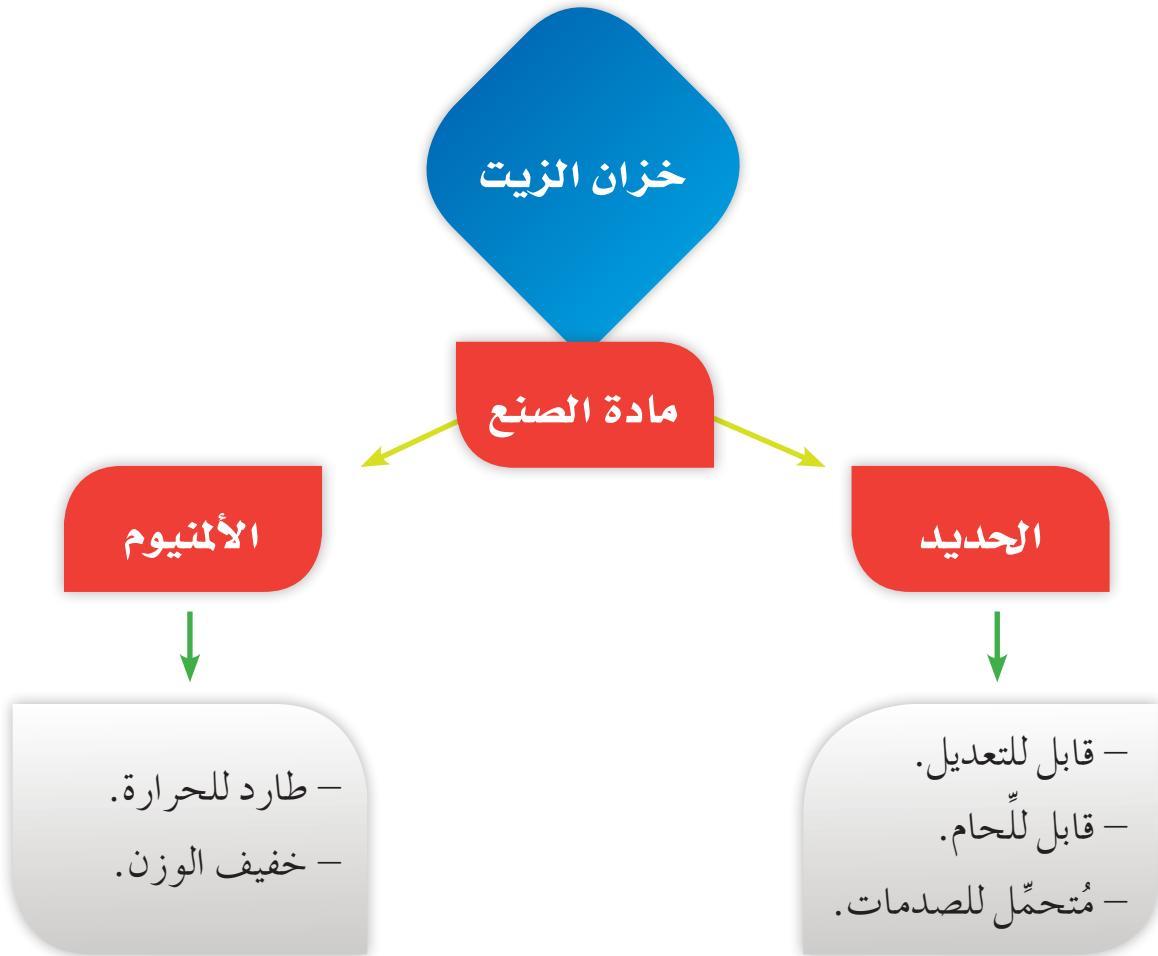 خزان الزيت
مادة الصنع
الحديد
الألمنيوم
– قابل للتعديل.
– قابل للِّحام.
– مُتحمِّل للصدمات.
– طارد للحرارة.
– خفيف الوزن.